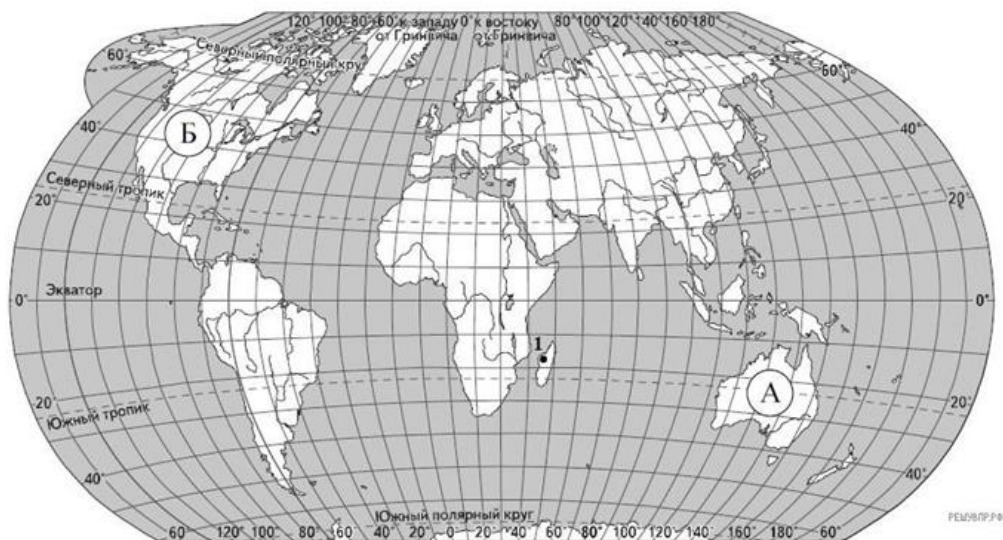 120° 100° 80° 60° к западу 0° к востоку 80° 100° 120° 140° 160° 180°
от Гринвича от Гринвича
Северный полярный круг
60° 60°
Б
40° 40°
Северный тропик
20° 20°
Экватор
0° 0°
1
А
20° 20°
Южный тропик
40° 40°
Южный полярный круг
60° 120° 100° 80° 60° 40° 20° 0° 20° 40° 60° 80° 100° 120° 140° 160° 60°
РЕШУВПР.РФ